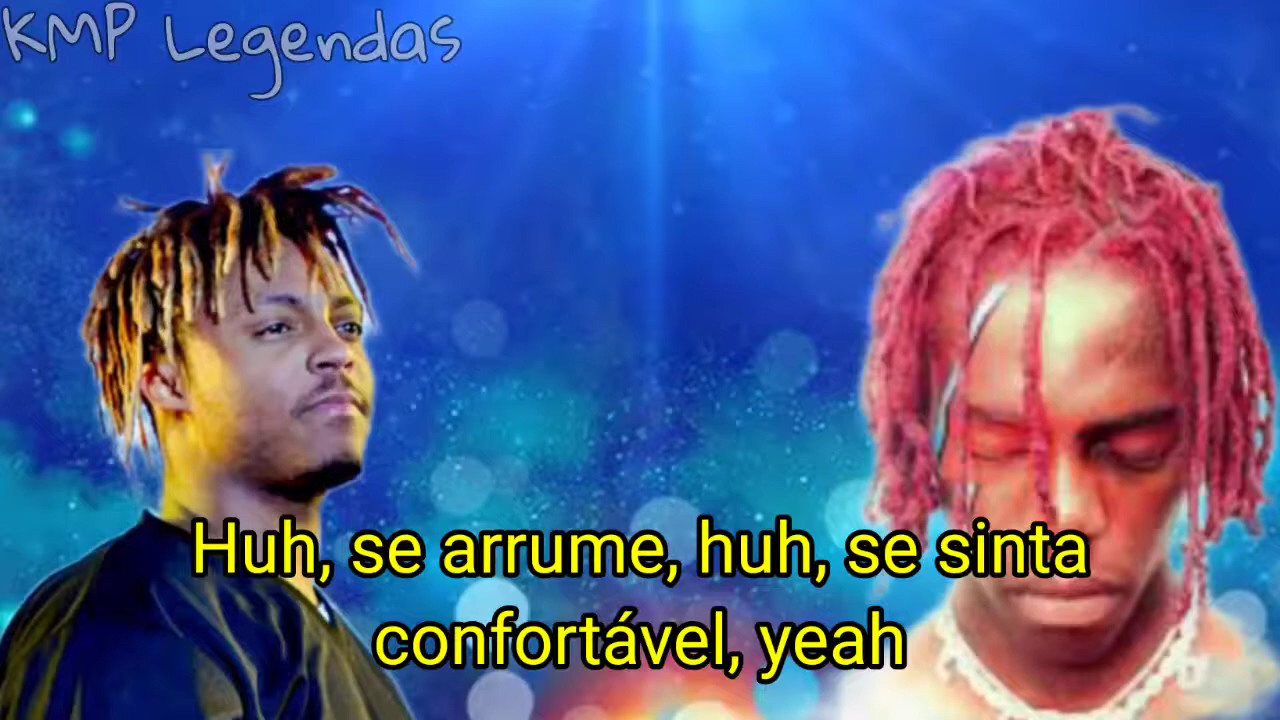 KMP Legendas
Huh, se arrume, huh, se sinta
confortável, yeah